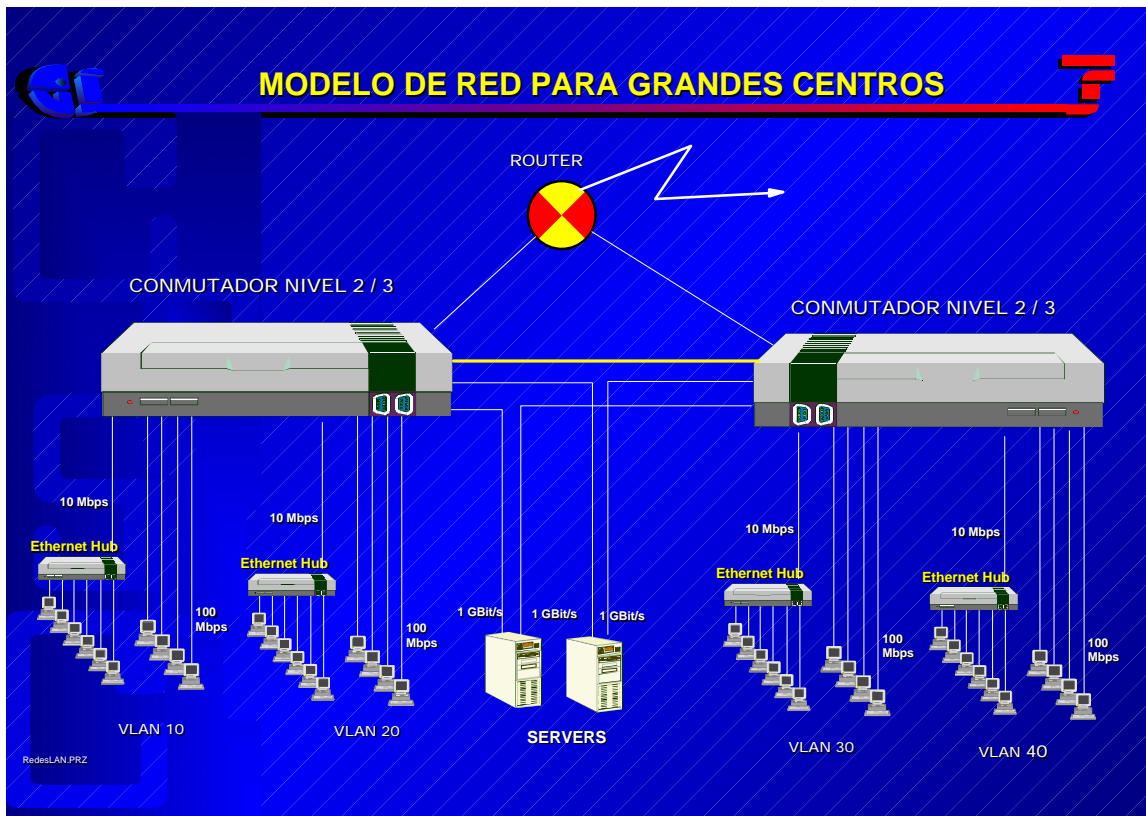 MODELO DE RED PARA GRANDES CENTROS
ROUTER
CONMUTADOR NIVEL 2 / 3
CONMUTADOR NIVEL 2 / 3
10 Mbps
10 Mbps
10 Mbps
10 Mbps
Ethernet Hub
Ethernet Hub
Ethernet Hub
Ethernet Hub
100
Mbps
100
Mbps
1 GBit/s
1 GBit/s
1 GBit/s
100
Mbps
100
Mbps
VLAN 10
VLAN 20
SERVERS
VLAN 30
VLAN 40
RedesLAN.PRZ